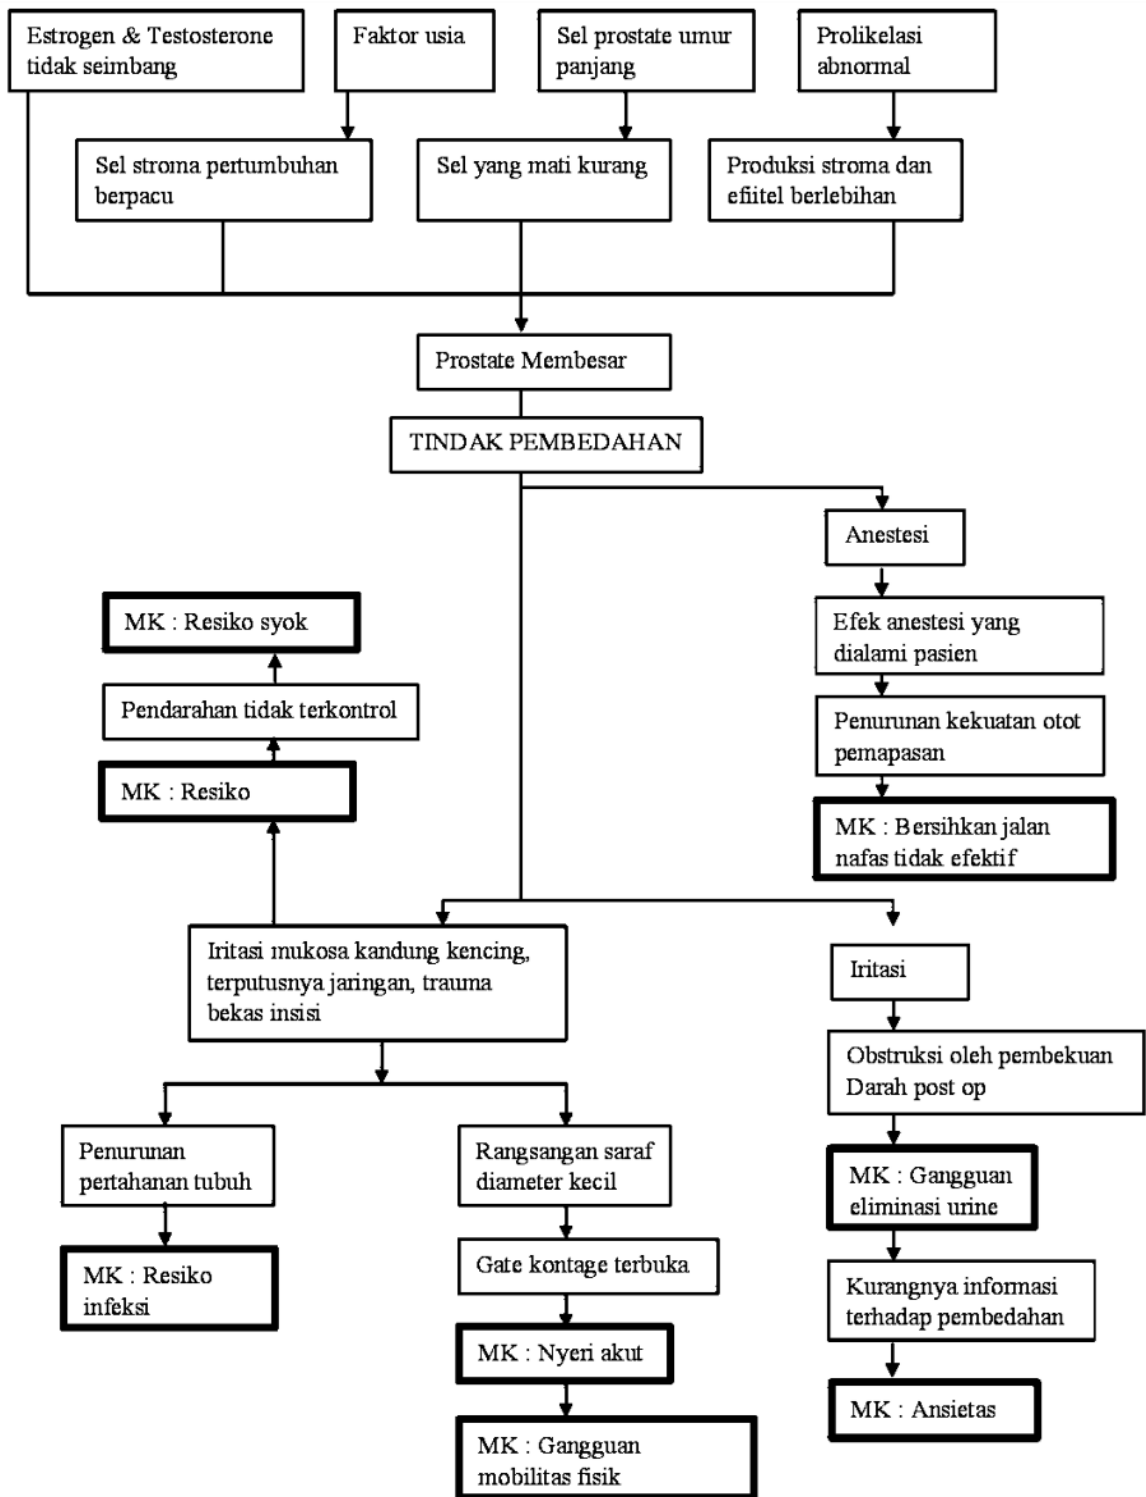 Estrogen & Testosterone
tidak seimbang
Faktor usia
Sel prostate umur
panjang
Prolikelasi
abnormal
Sel stroma pertumbuhan
berpacu
Sel yang mati kurang
Produksi stroma dan
efiitel berlebihan
Prostate Membesar
TINDAK PEMBEDAHAN
Anestesi
MK : Resiko syok
Efek anestesi yang
dialami pasien
Pendarahan tidak terkontrol
Penurunan kekuatan otot
pemapasan
MK : Resiko
MK : Bersihkan jalan
nafas tidak efektif
Iritasi mukosa kandung kencing,
terputusnya jaringan, trauma
bekas insisi
Iritasi
Obstruksi oleh pembekuan
Darah post op
Penurunan
pertahanan tubuh
Rangsangan saraf
diameter kecil
MK : Gangguan
eliminasi urine
MK : Resiko
infeksi
Gate kontage terbuka
Kurangnya informasi
terhadap pembedahan
MK : Nyeri akut
MK : Ansietas
MK : Gangguan
mobilitas fisik